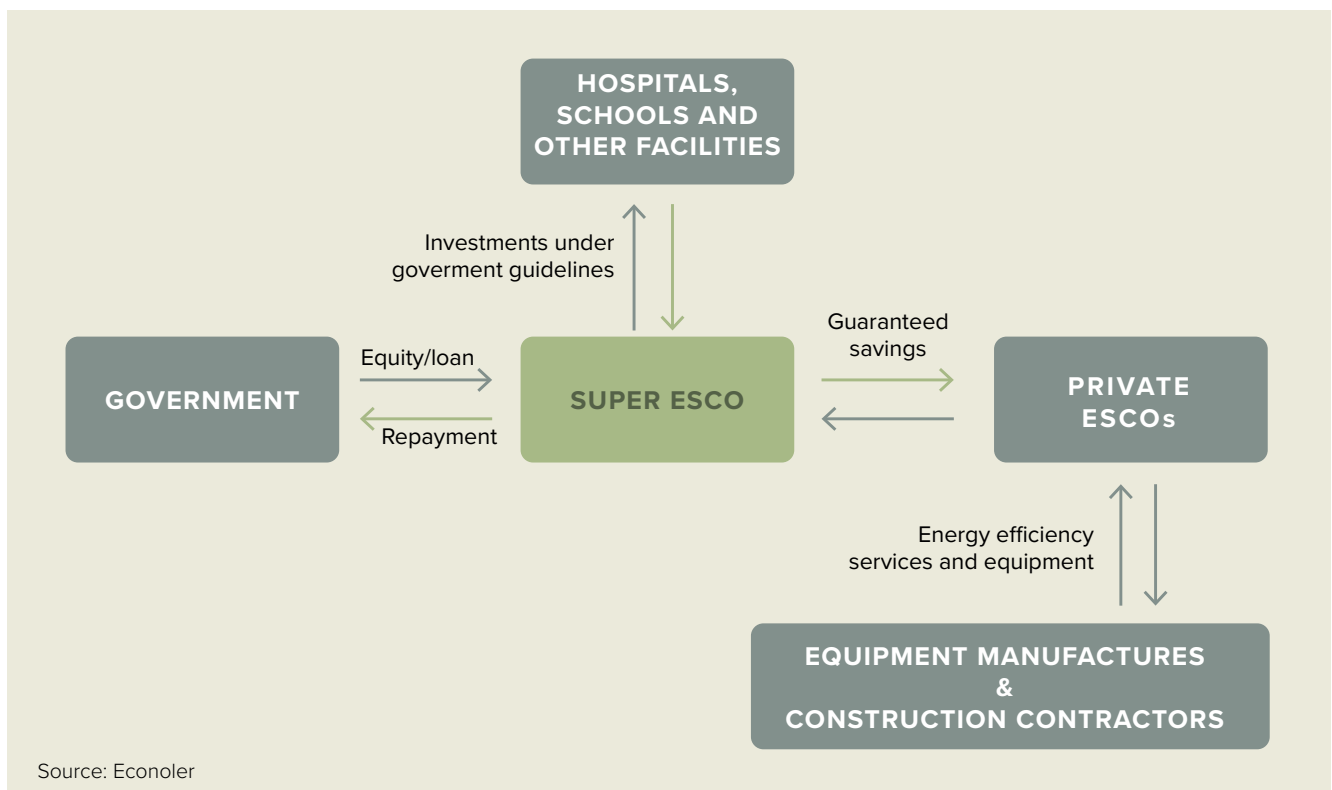 HOSPITALS,
SCHOOLS AND
OTHER FACILITIES
Investments under
goverment guidelines
Guaranteed
savings
Equity/loan
GOVERNMENT
SUPER ESCO
PRIVATE
ESCOs
Repayment
Energy efficiency
services and equipment
EQUIPMENT MANUFACTURES
&
CONSTRUCTION CONTRACTORS
Source: Econoler